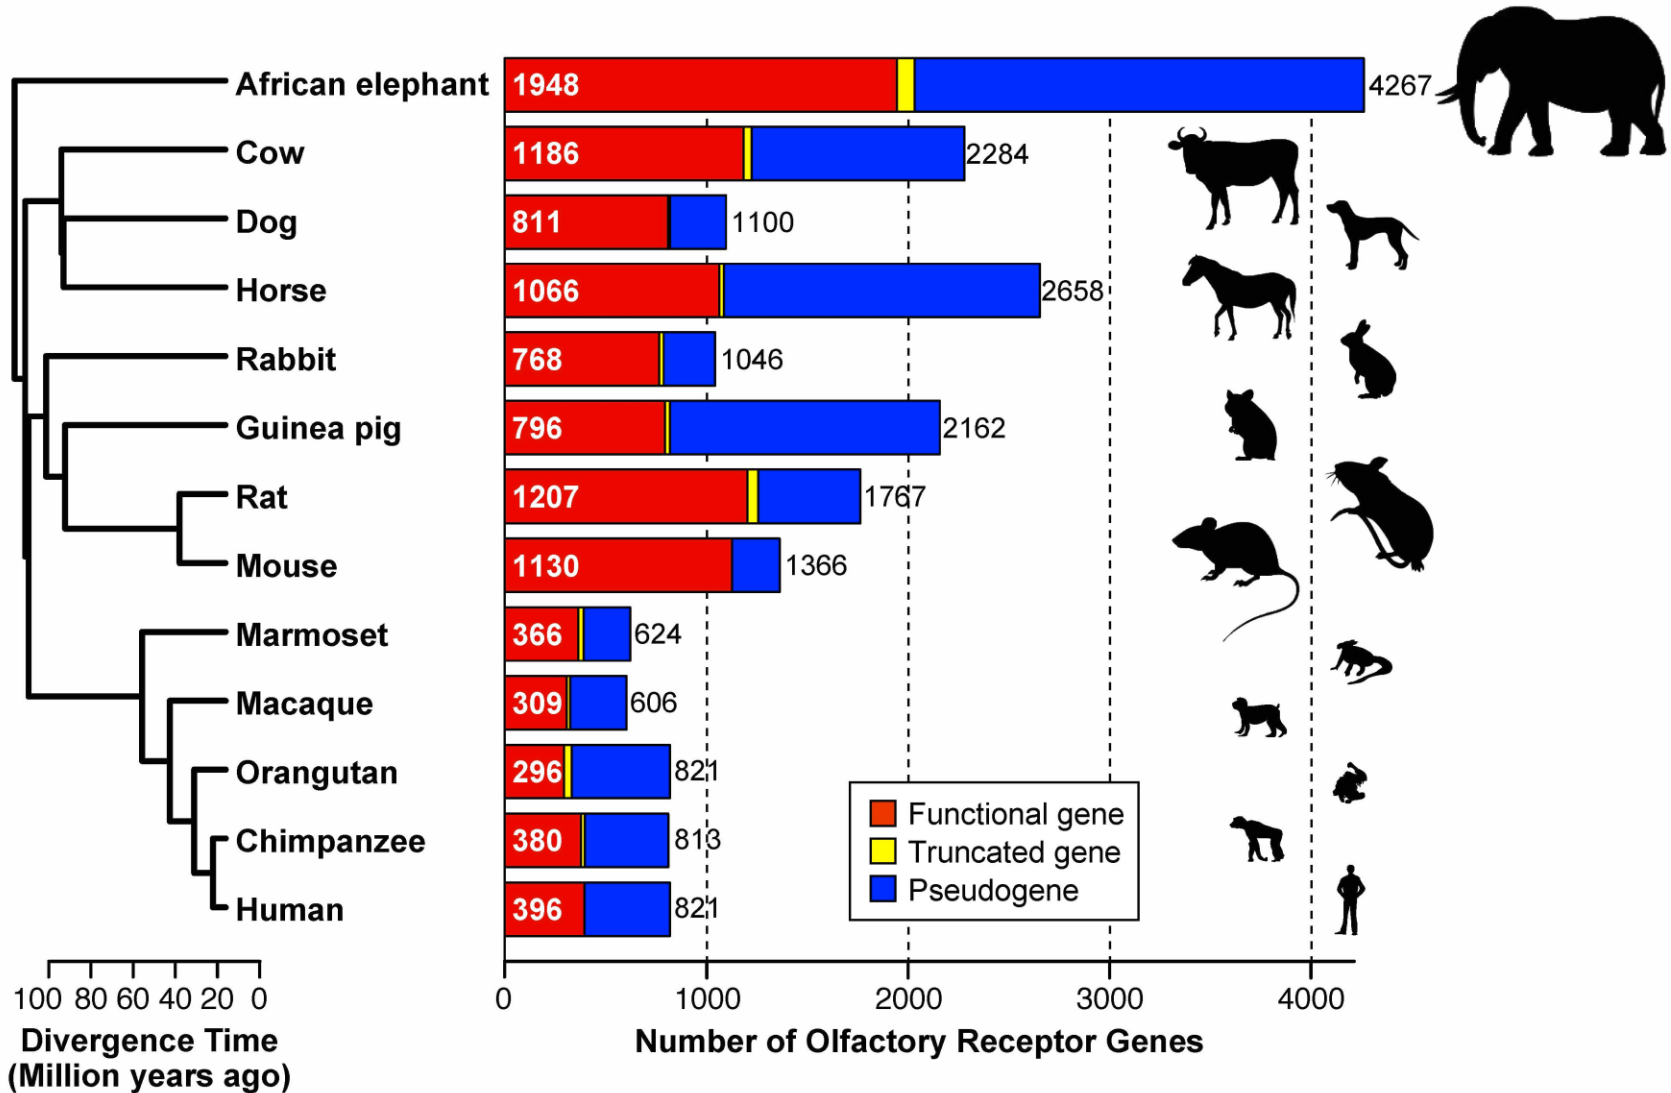 African elephant 1948 4267
Cow 1186 2284
Dog 811 1100
Horse 1066 2658
Rabbit 768 1046
Guinea pig 796 2162
Rat 1207 1767
Mouse 1130 1366
Marmoset 366 624
Macaque 309 606
Orangutan 296 821
Chimpanzee 380 813
Human 396 821
Functional gene
Truncated gene
Pseudogene
100 80 60 40 20 0
Divergence Time
(Million years ago)
0 1000 2000 3000 4000
Number of Olfactory Receptor Genes